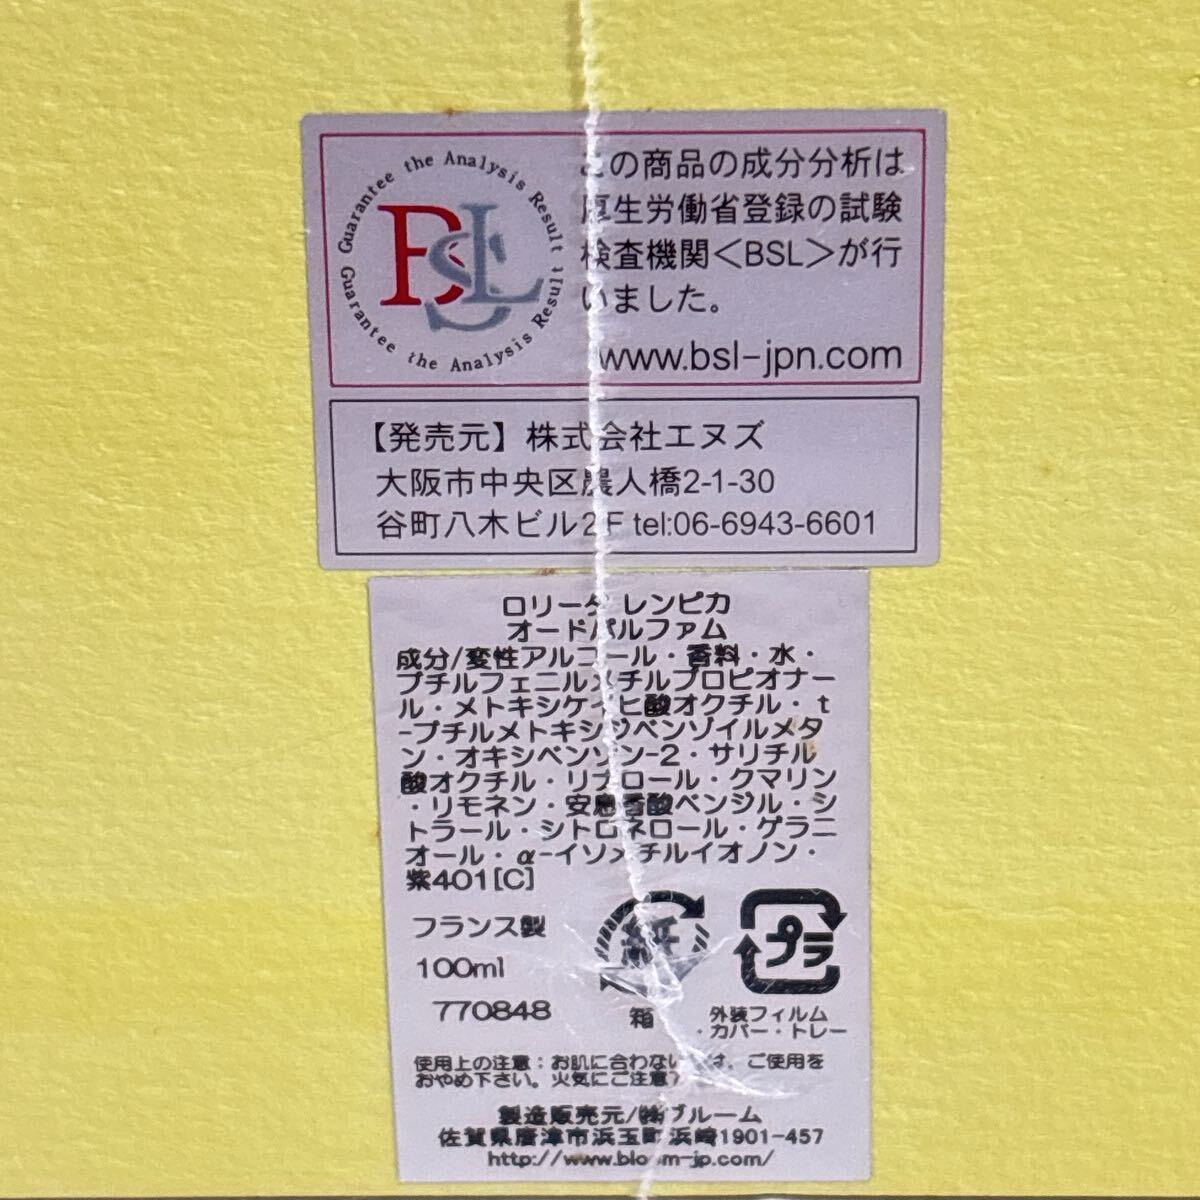 Guarantee the Analysis Result
Guarantee the Analysis Result
BSL
この商品の成分分析は
厚生労働省登録の試験
検査機関<BSL>が行
いました。
www.bsl-jpn.com
【発売元】株式会社エヌズ
大阪市中央区農人橋2-1-30
谷町八木ビル2F tel:06-6943-6601
ロリータ レンピカ
オードパルファム
成分/変性アルコール・香料・水・
ブチルフェニルメチルプロピオナー
ル・メトキシケイヒ酸オクチル・t
-ブチルメトキシジベンゾイルメタ
ン・オキシベンゾン-2・サリチル
酸オクチル・リナロール・クマリン
・リモネン・安息香酸ベンジル・シ
トラール・シトロネロール・ゲラニ
オール・α-イソメチルイオノン・
紫401[C]
フランス製
100ml
770848
紙
箱
プラ
外装フィルム
・カバー・トレー
使用上の注意：お肌に合わない は、ご使用を
おやめ下さい。火気にご注意
製造販売元/㈱ブルーム
佐賀県唐津市浜玉町浜崎1901-457
http://www.bloom-jp.com/